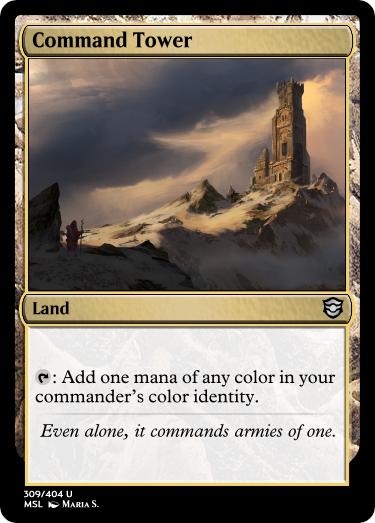 Command Tower
Land
: Add one mana of any color in your
commander's color identity.
Even alone, it commands armies of one.
309/404 U
MSL Maria S.